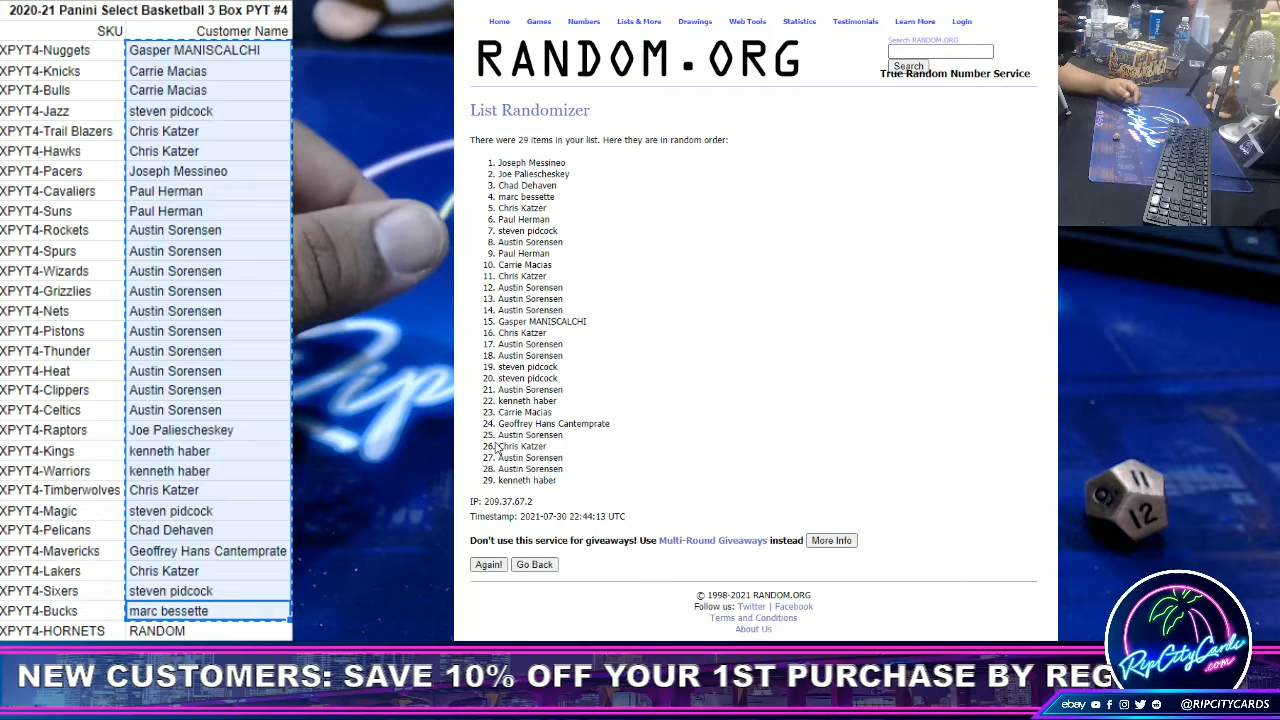 2020-21 Panini Select Basketball 3 Box PYT #4
SKU Customer Name
XPYT4-Nuggets Gasper MANISCALCHI
XPYT4-Knicks Carrie Macias
XPYT4-Bulls Carrie Macias
XPYT4-Jazz steven pidcock
XPYT4-Trail Blazers Chris Katzer
XPYT4-Hawks Chris Katzer
XPYT4-Pacers Joseph Messineo
XPYT4-Cavaliers Paul Herman
XPYT4-Suns Paul Herman
XPYT4-Rockets Austin Sorensen
XPYT4-Spurs Austin Sorensen
XPYT4-Wizards Austin Sorensen
XPYT4-Grizzlies Austin Sorensen
XPYT4-Nets Austin Sorensen
XPYT4-Pistons Austin Sorensen
XPYT4-Thunder Austin Sorensen
XPYT4-Heat Austin Sorensen
XPYT4-Clippers Austin Sorensen
XPYT4-Celtics Austin Sorensen
XPYT4-Raptors Joe Paliescheskey
XPYT4-Kings kenneth haber
XPYT4-Warriors kenneth haber
XPYT4-Timberwolves Chris Katzer
XPYT4-Magic steven pidcock
XPYT4-Pelicans Chad Dehaven
XPYT4-Mavericks Geoffrey Hans Cantemprate
XPYT4-Lakers Chris Katzer
XPYT4-Sixers steven pidcock
XPYT4-Bucks marc bessette
XPYT4-HORNETS RANDOM
Home Games Numbers Lists & More Drawings Web Tools Statistics Testimonials Learn More Login
RANDOM.ORG
Search RANDOM.ORG
Search
True Random Number Service
List Randomizer
There were 29 items in your list. Here they are in random order:
1. Joseph Messineo
2. Joe Paliescheskey
3. Chad Dehaven
4. marc bessette
5. Chris Katzer
6. Paul Herman
7. steven pidcock
8. Austin Sorensen
9. Paul Herman
10. Carrie Macias
11. Chris Katzer
12. Austin Sorensen
13. Austin Sorensen
14. Austin Sorensen
15. Gasper MANISCALCHI
16. Chris Katzer
17. Austin Sorensen
18. Austin Sorensen
19. steven pidcock
20. steven pidcock
21. Austin Sorensen
22. kenneth haber
23. Carrie Macias
24. Geoffrey Hans Cantemprate
25. Austin Sorensen
26. Chris Katzer
27. Austin Sorensen
28. Austin Sorensen
29. kenneth haber
IP: 209.37.67.2
Timestamp: 2021-07-30 22:44:13 UTC
Don't use this service for giveaways! Use Multi-Round Giveaways instead More Info
Again! Go Back
© 1998-2021 RANDOM.ORG
Follow us: Twitter | Facebook
Terms and Conditions
About Us
11
12
NEW CUSTOMERS: SAVE 10% OFF YOUR 1ST PURCHASE BY REG
RipCityCards
.com
ebay @RIPCITYCARDS